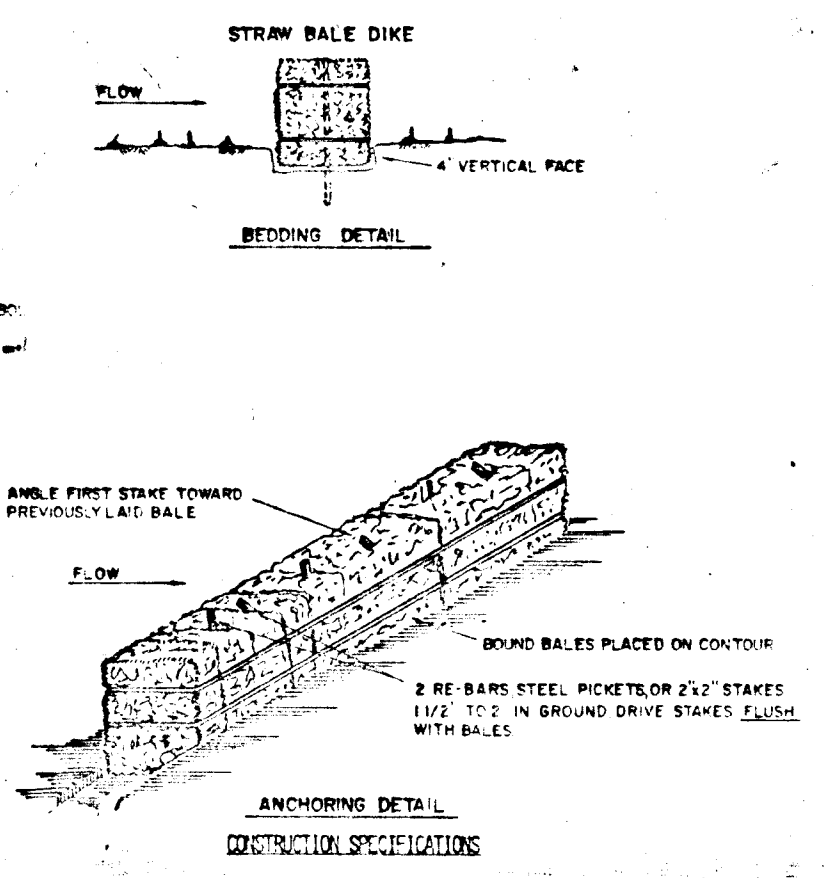 STRAW BALE DIKE
FLOW
4" VERTICAL FACE
BEDDING DETAIL
ANGLE FIRST STAKE TOWARD
PREVIOUSLY LAID BALE
FLOW
BOUND BALES PLACED ON CONTOUR
2 RE-BARS, STEEL PICKETS, OR 2"x2" STAKES
1 1/2' TO 2' IN GROUND. DRIVE STAKES FLUSH
WITH BALES
ANCHORING DETAIL
CONSTRUCTION SPECIFICATIONS